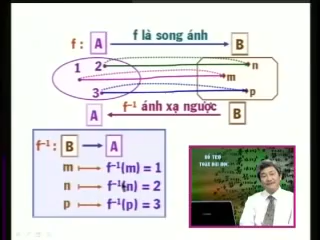 f là song ánh
f : A B
1 2 n
m
3 p
f⁻¹ ánh xạ ngược
A B
f⁻¹ : B A
m f⁻¹(m) = 1
n f⁻¹(n) = 2
p f⁻¹(p) = 3